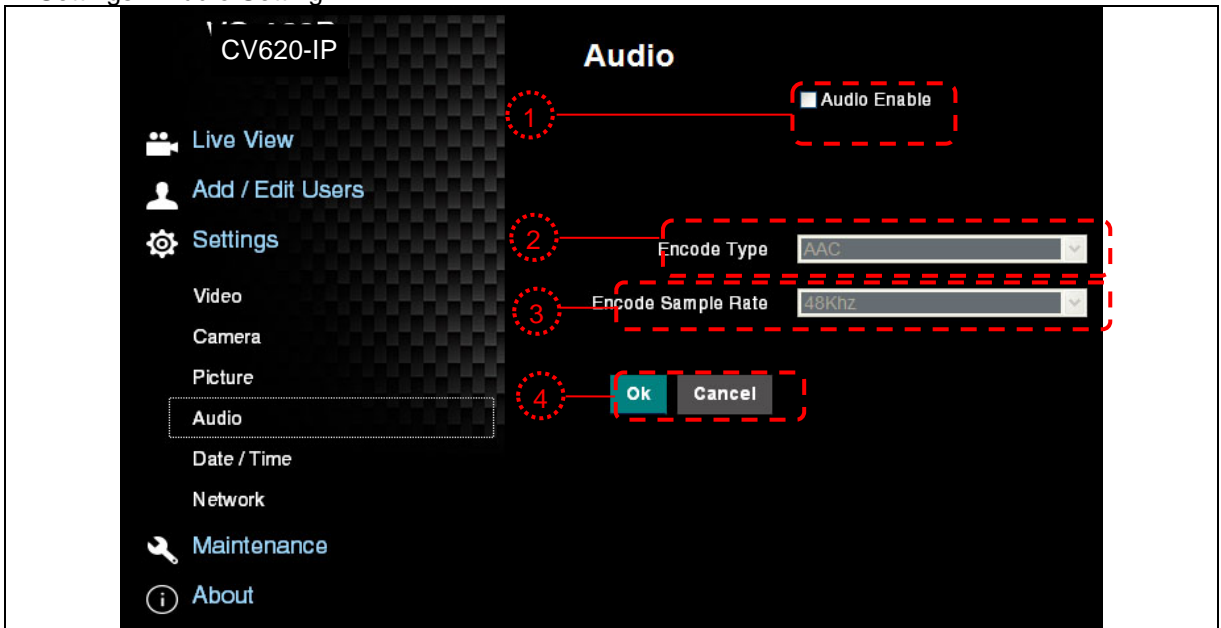 CV620-IP
Audio
Audio Enable
1
Live View
Add / Edit Users
Settings
2
Encode Type
AAC
Video
3
Encode Sample Rate
48Khz
Camera
Picture
4
Ok
Cancel
Audio
Date / Time
Network
Maintenance
About